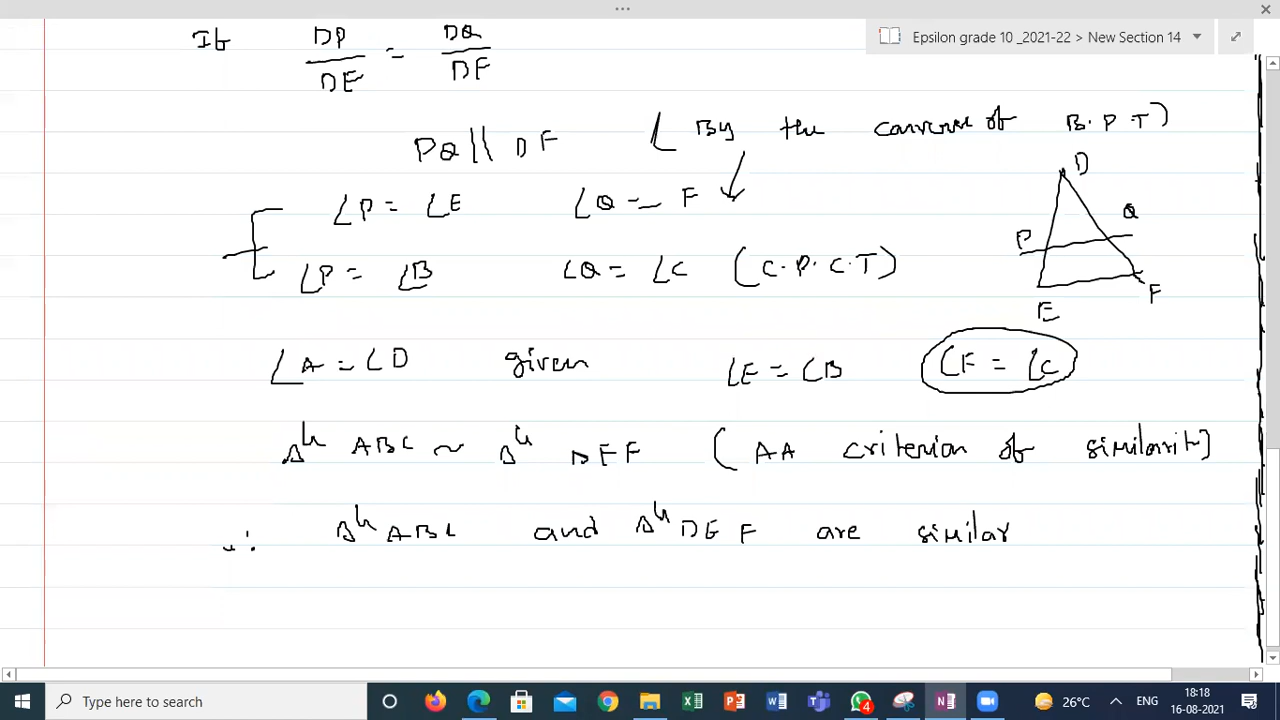 ...
Epsilon grade 10 _2021-22 > New Section 14
If DP/DE = DQ/DF
PQ || DF (By the converse of B.P.T)
∠P = ∠E ∠Q = F
∠P = ∠B ∠Q = ∠C (C.P.C.T)
D
Q
P
E
F
∠A = ∠D given ∠E = ∠B ∠F = ∠C
Δle ABC ~ Δle DEF (AA criterion of similarity)
∴ Δle ABC and Δle DEF are similar
Type here to search
4
26°C
ENG
18:18
16-08-2021